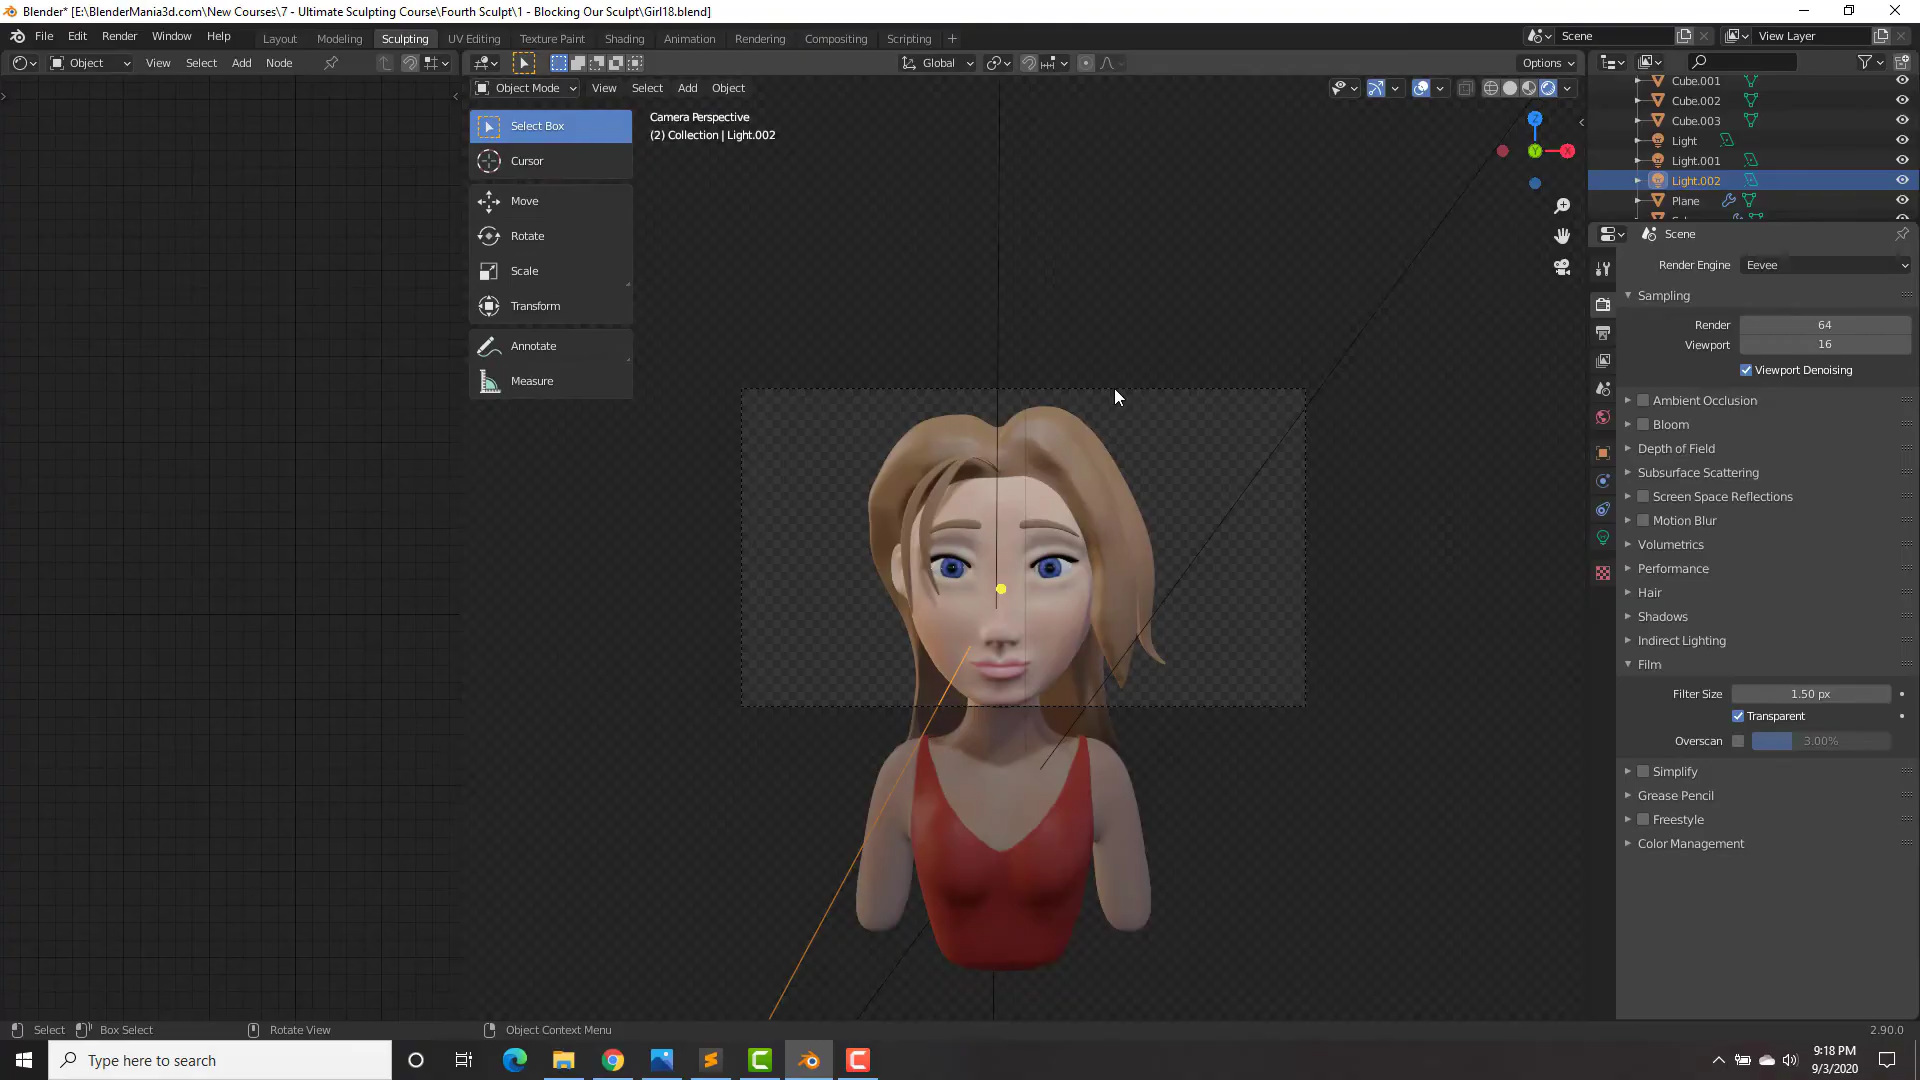 Blender* [E:\BlenderMania3d.com\New Courses\7 - Ultimate Sculpting Course\Fourth Sculpt\1 - Blocking Our Sculpt\Girl18.blend]
File Edit Render Window Help Layout Modeling Sculpting UV Editing Texture Paint Shading Animation Rendering Compositing Scripting + Scene View Layer
Object View Select Add Node Global Options
Object Mode View Select Add Object
Select Box
Cursor
Move
Rotate
Scale
Transform
Annotate
Measure
Camera Perspective
(2) Collection | Light.002
Z
X
Y
Cube.001
Cube.002
Cube.003
Light
Light.001
Light.002
Plane
Scene
Render Engine Eevee
Sampling
Render 64
Viewport 16
Viewport Denoising
Ambient Occlusion
Bloom
Depth of Field
Subsurface Scattering
Screen Space Reflections
Motion Blur
Volumetrics
Performance
Hair
Shadows
Indirect Lighting
Film
Filter Size 1.50 px
Transparent
Overscan 3.00%
Simplify
Grease Pencil
Freestyle
Color Management
Select Box Select Rotate View Object Context Menu 2.90.0
Type here to search
9:18 PM
9/3/2020